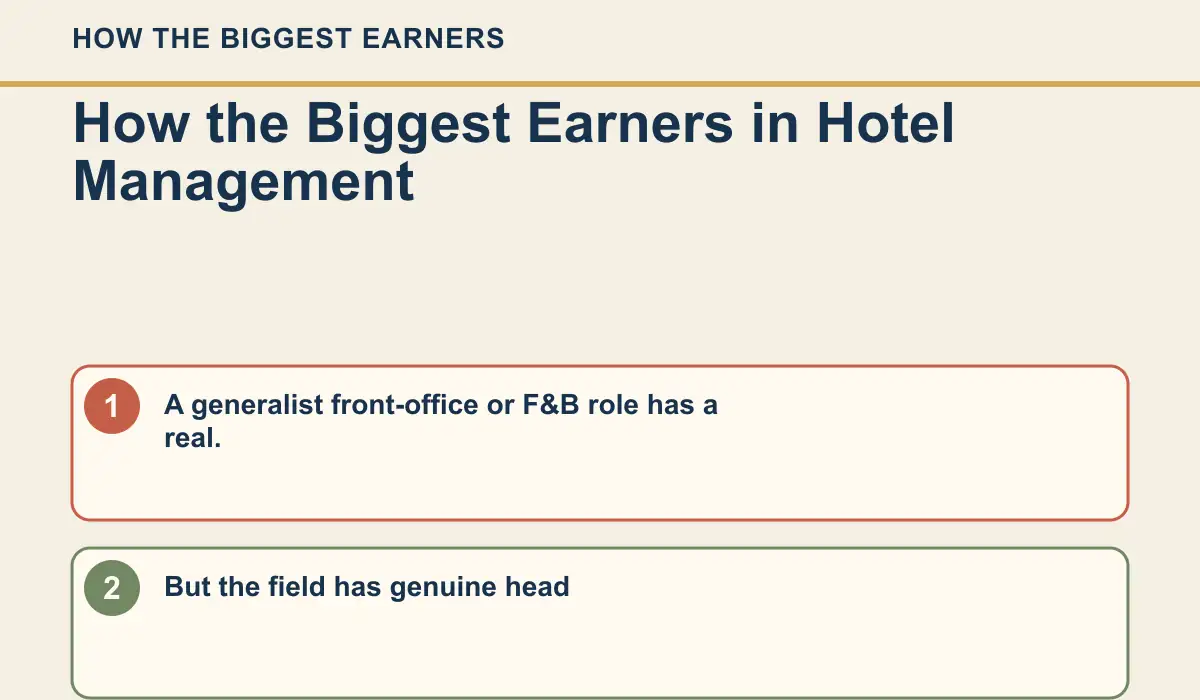 HOW THE BIGGEST EARNERS
How the Biggest Earners in Hotel
Management
1
A generalist front-office or F&B role has a
real.
2
But the field has genuine head